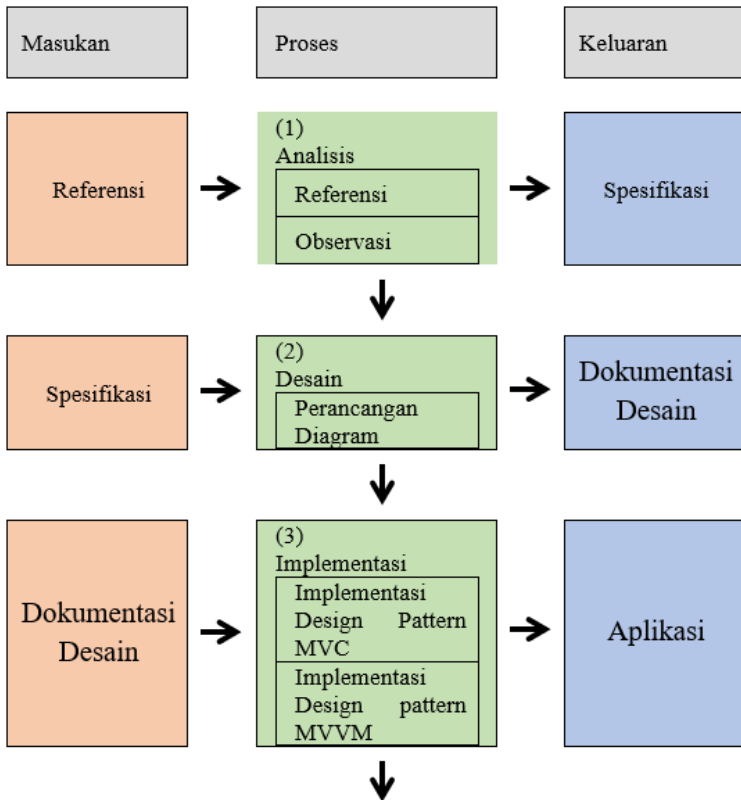 Masukan
Proses
Keluaran
Referensi
(1)
Analisis
Referensi
Observasi
Spesifikasi
Spesifikasi
(2)
Desain
Perancangan
Diagram
Dokumentasi
Desain
Dokumentasi
Desain
(3)
Implementasi
Implementasi
Design Pattern
MVC
Implementasi
Design pattern
MVVM
Aplikasi